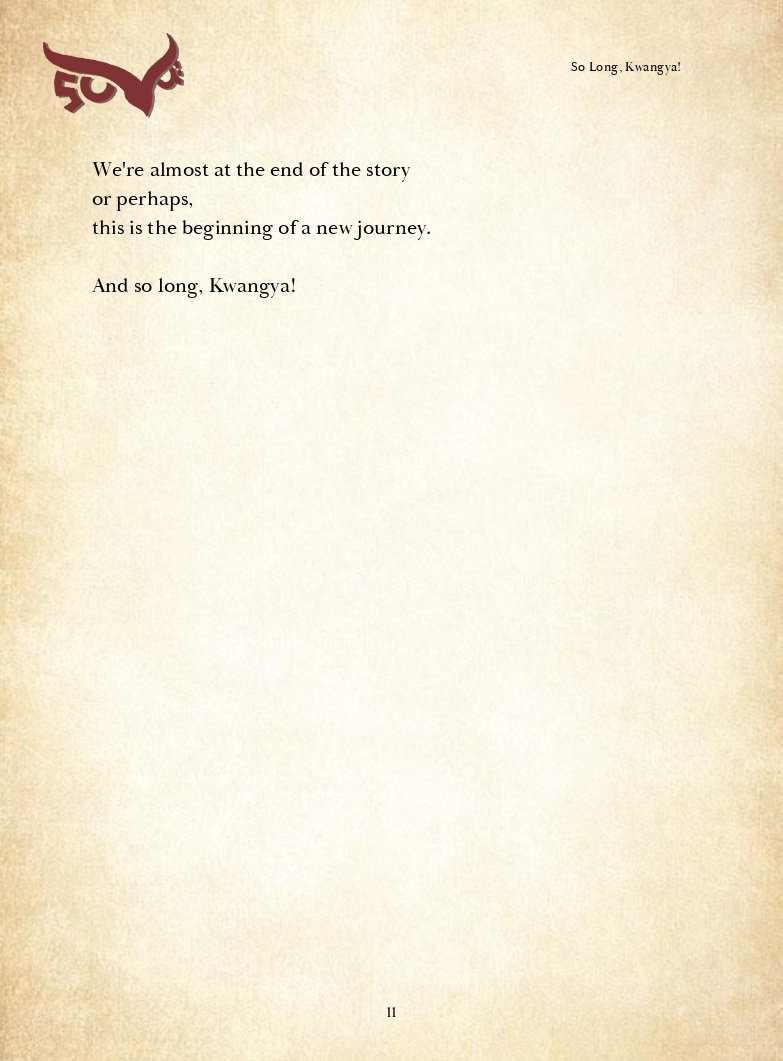 So Long, Kwangya!
We're almost at the end of the story
or perhaps,
this is the beginning of a new journey.
And so long, Kwangya!
11